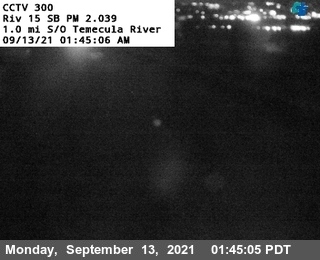 CCTV 300
Riv 15 SB PM 2.039
1.0 mi S/O Temecula River
09/13/21 01:45:06 AM
Monday, September 13, 2021 01:45:05 PDT